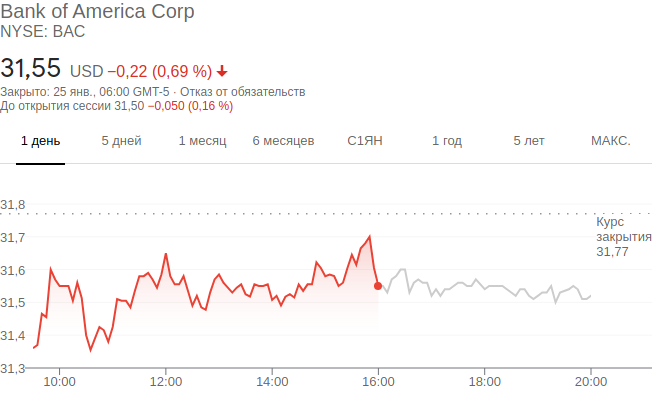 Bank of America Corp
NYSE: BAC
31,55 USD −0,22 (0,69 %)
Закрыто: 25 янв., 06:00 GMT-5 · Отказ от обязательств
До открытия сессии 31,50 −0,050 (0,16 %)
1 день 5 дней 1 месяц 6 месяцев С1ЯН 1 год 5 лет МАКС.
31,8
Курс
закрытия
31,77
31,7
31,6
31,5
31,4
31,3
10:00 12:00 14:00 16:00 18:00 20:00